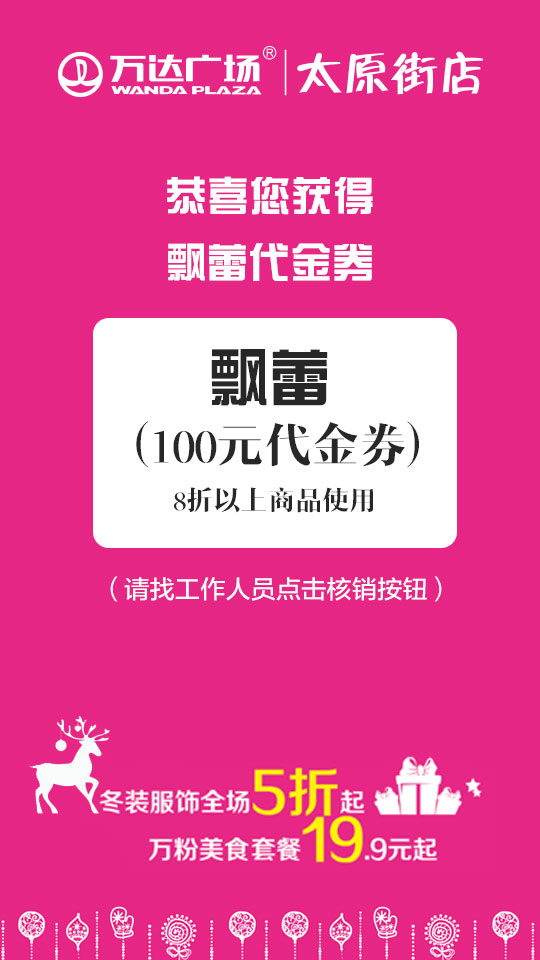 万达广场® 太原街店
WANDA PLAZA
恭喜您获得
飘蕾代金券
飘蕾
(100元代金券)
8折以上商品使用
（请找工作人员点击核销按钮）
冬装服饰全场5折起
万粉美食套餐19.9元起